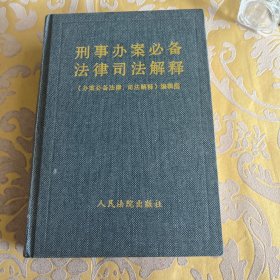 刑事办案必备
法律司法解释
《办案必备法律、司法解释》编辑组
人民法院出版社